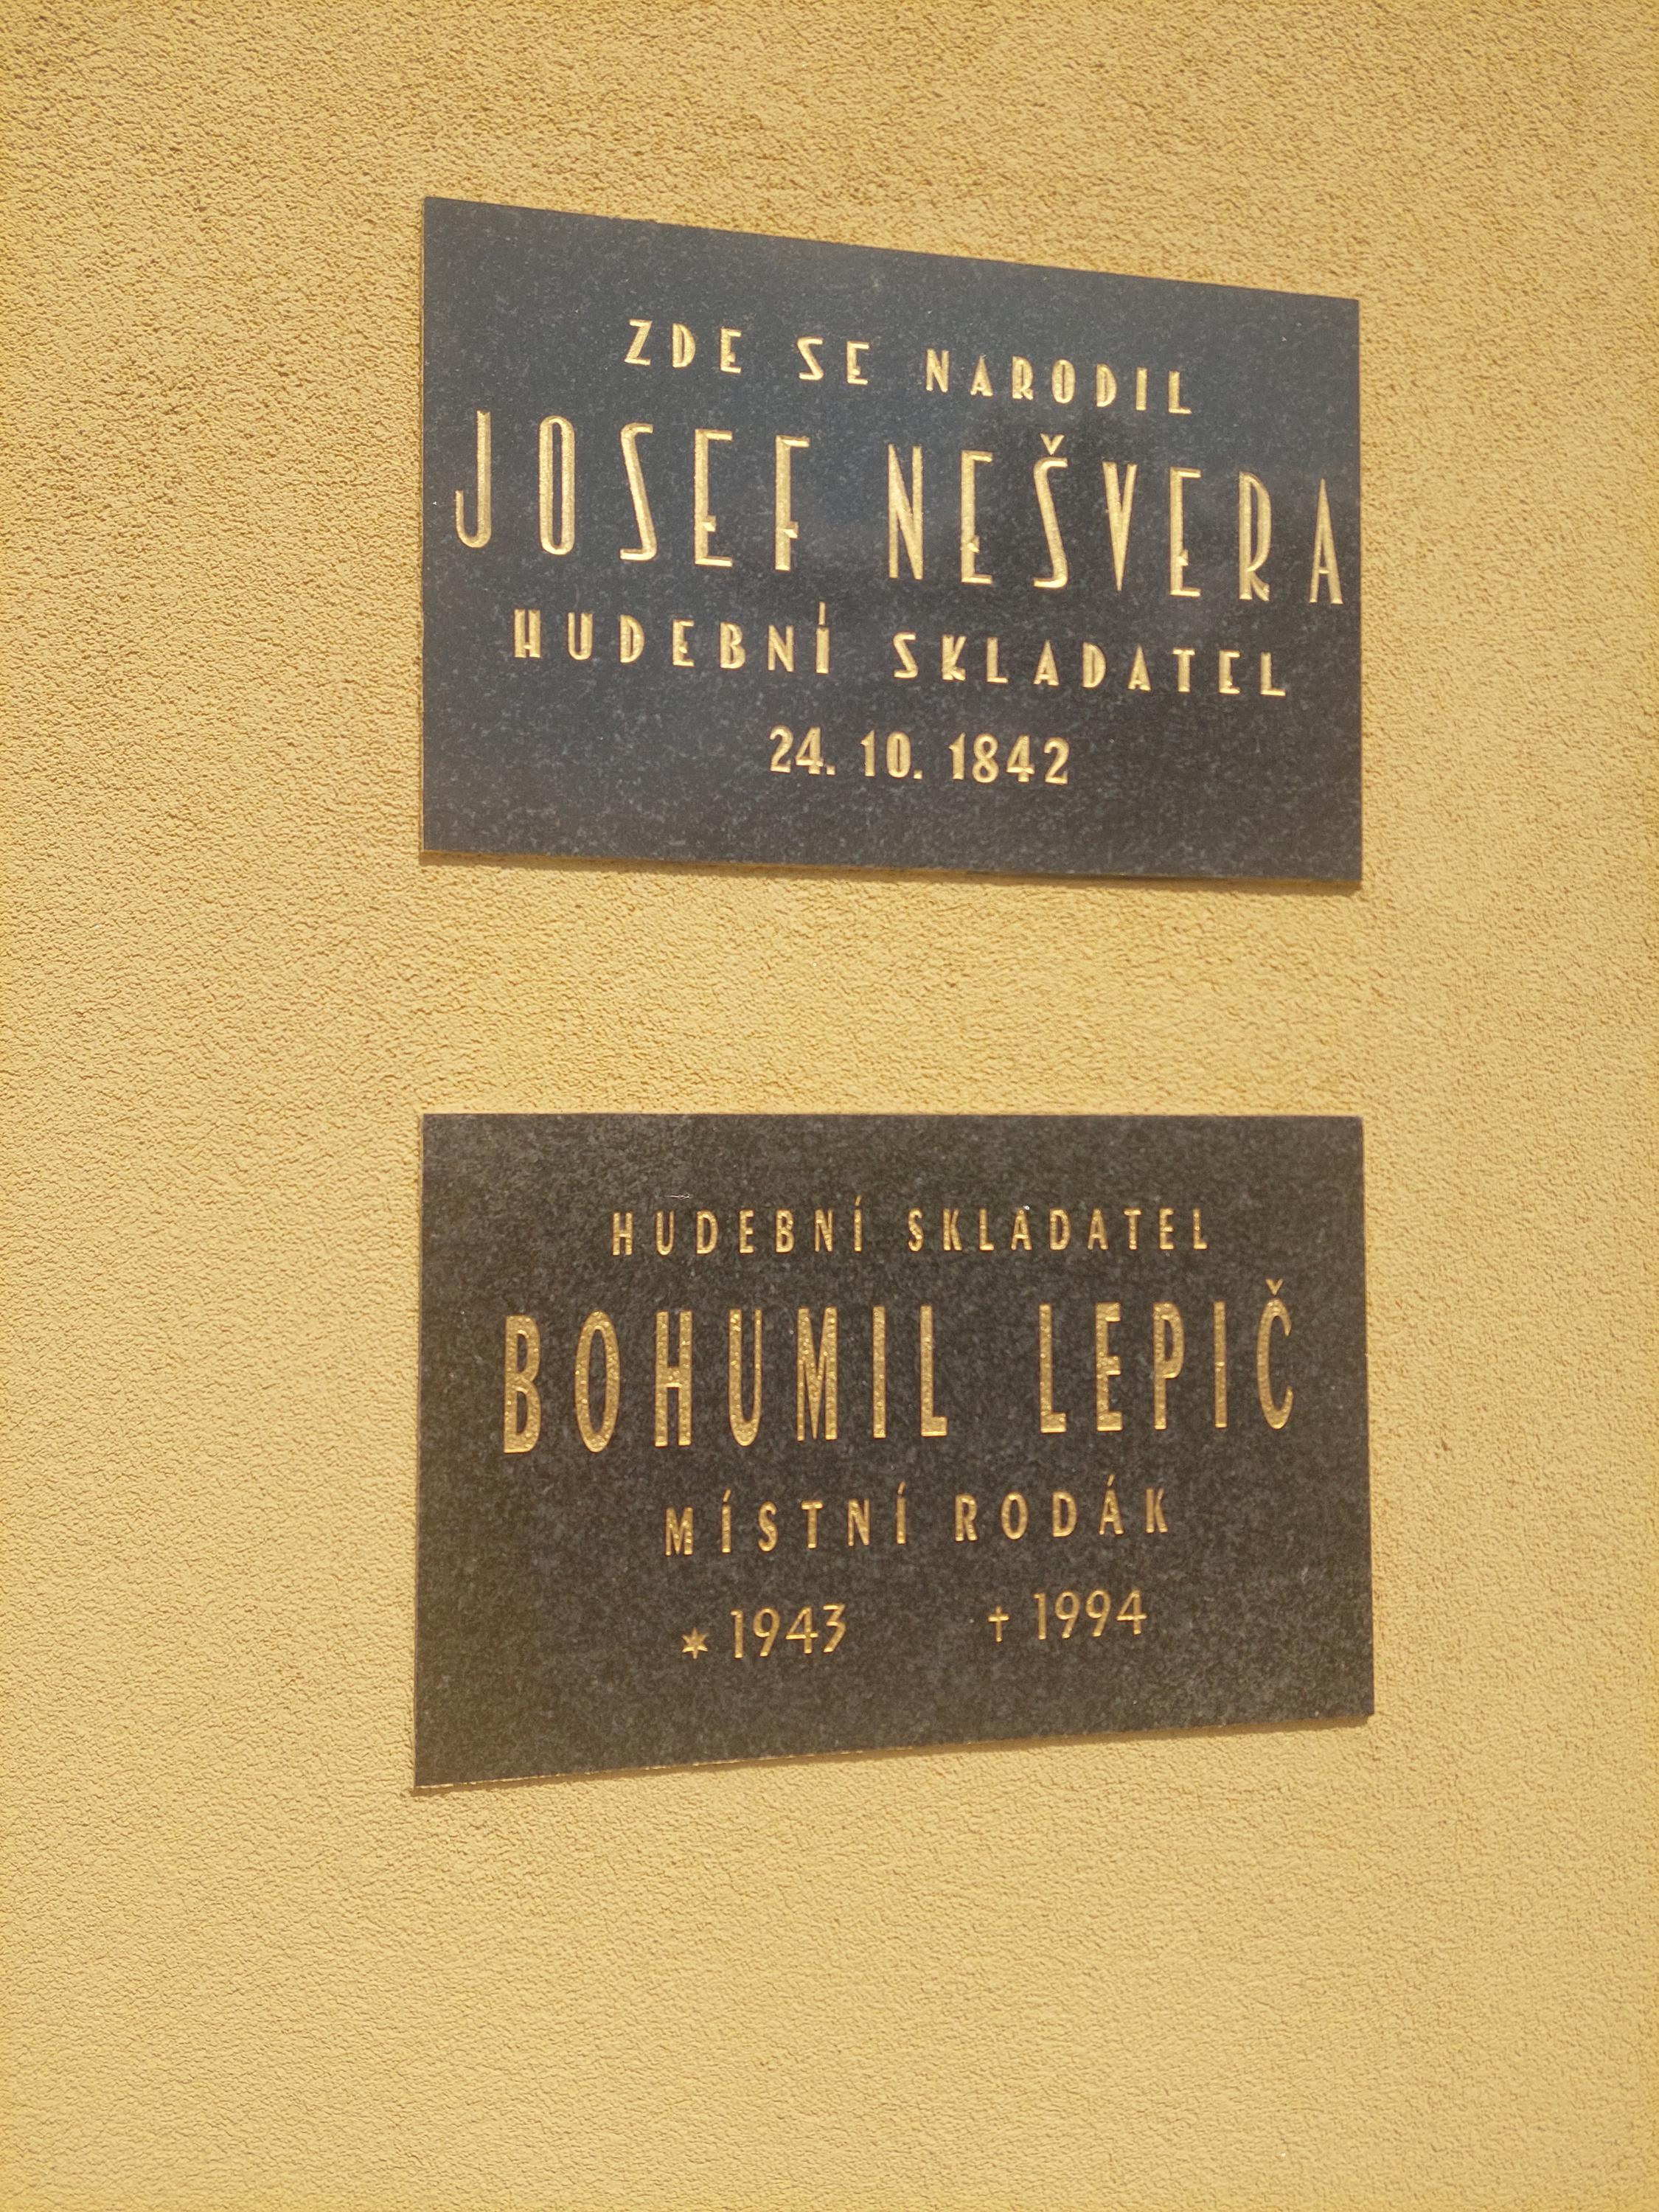 ZDE SE NARODIL
JOSEF NEŠVERA
HUDEBNÍ SKLADATEL
24. 10. 1842
HUDEBNÍ SKLADATEL
BOHUMIL LEPIČ
MÍSTNÍ RODÁK
* 1943 † 1994